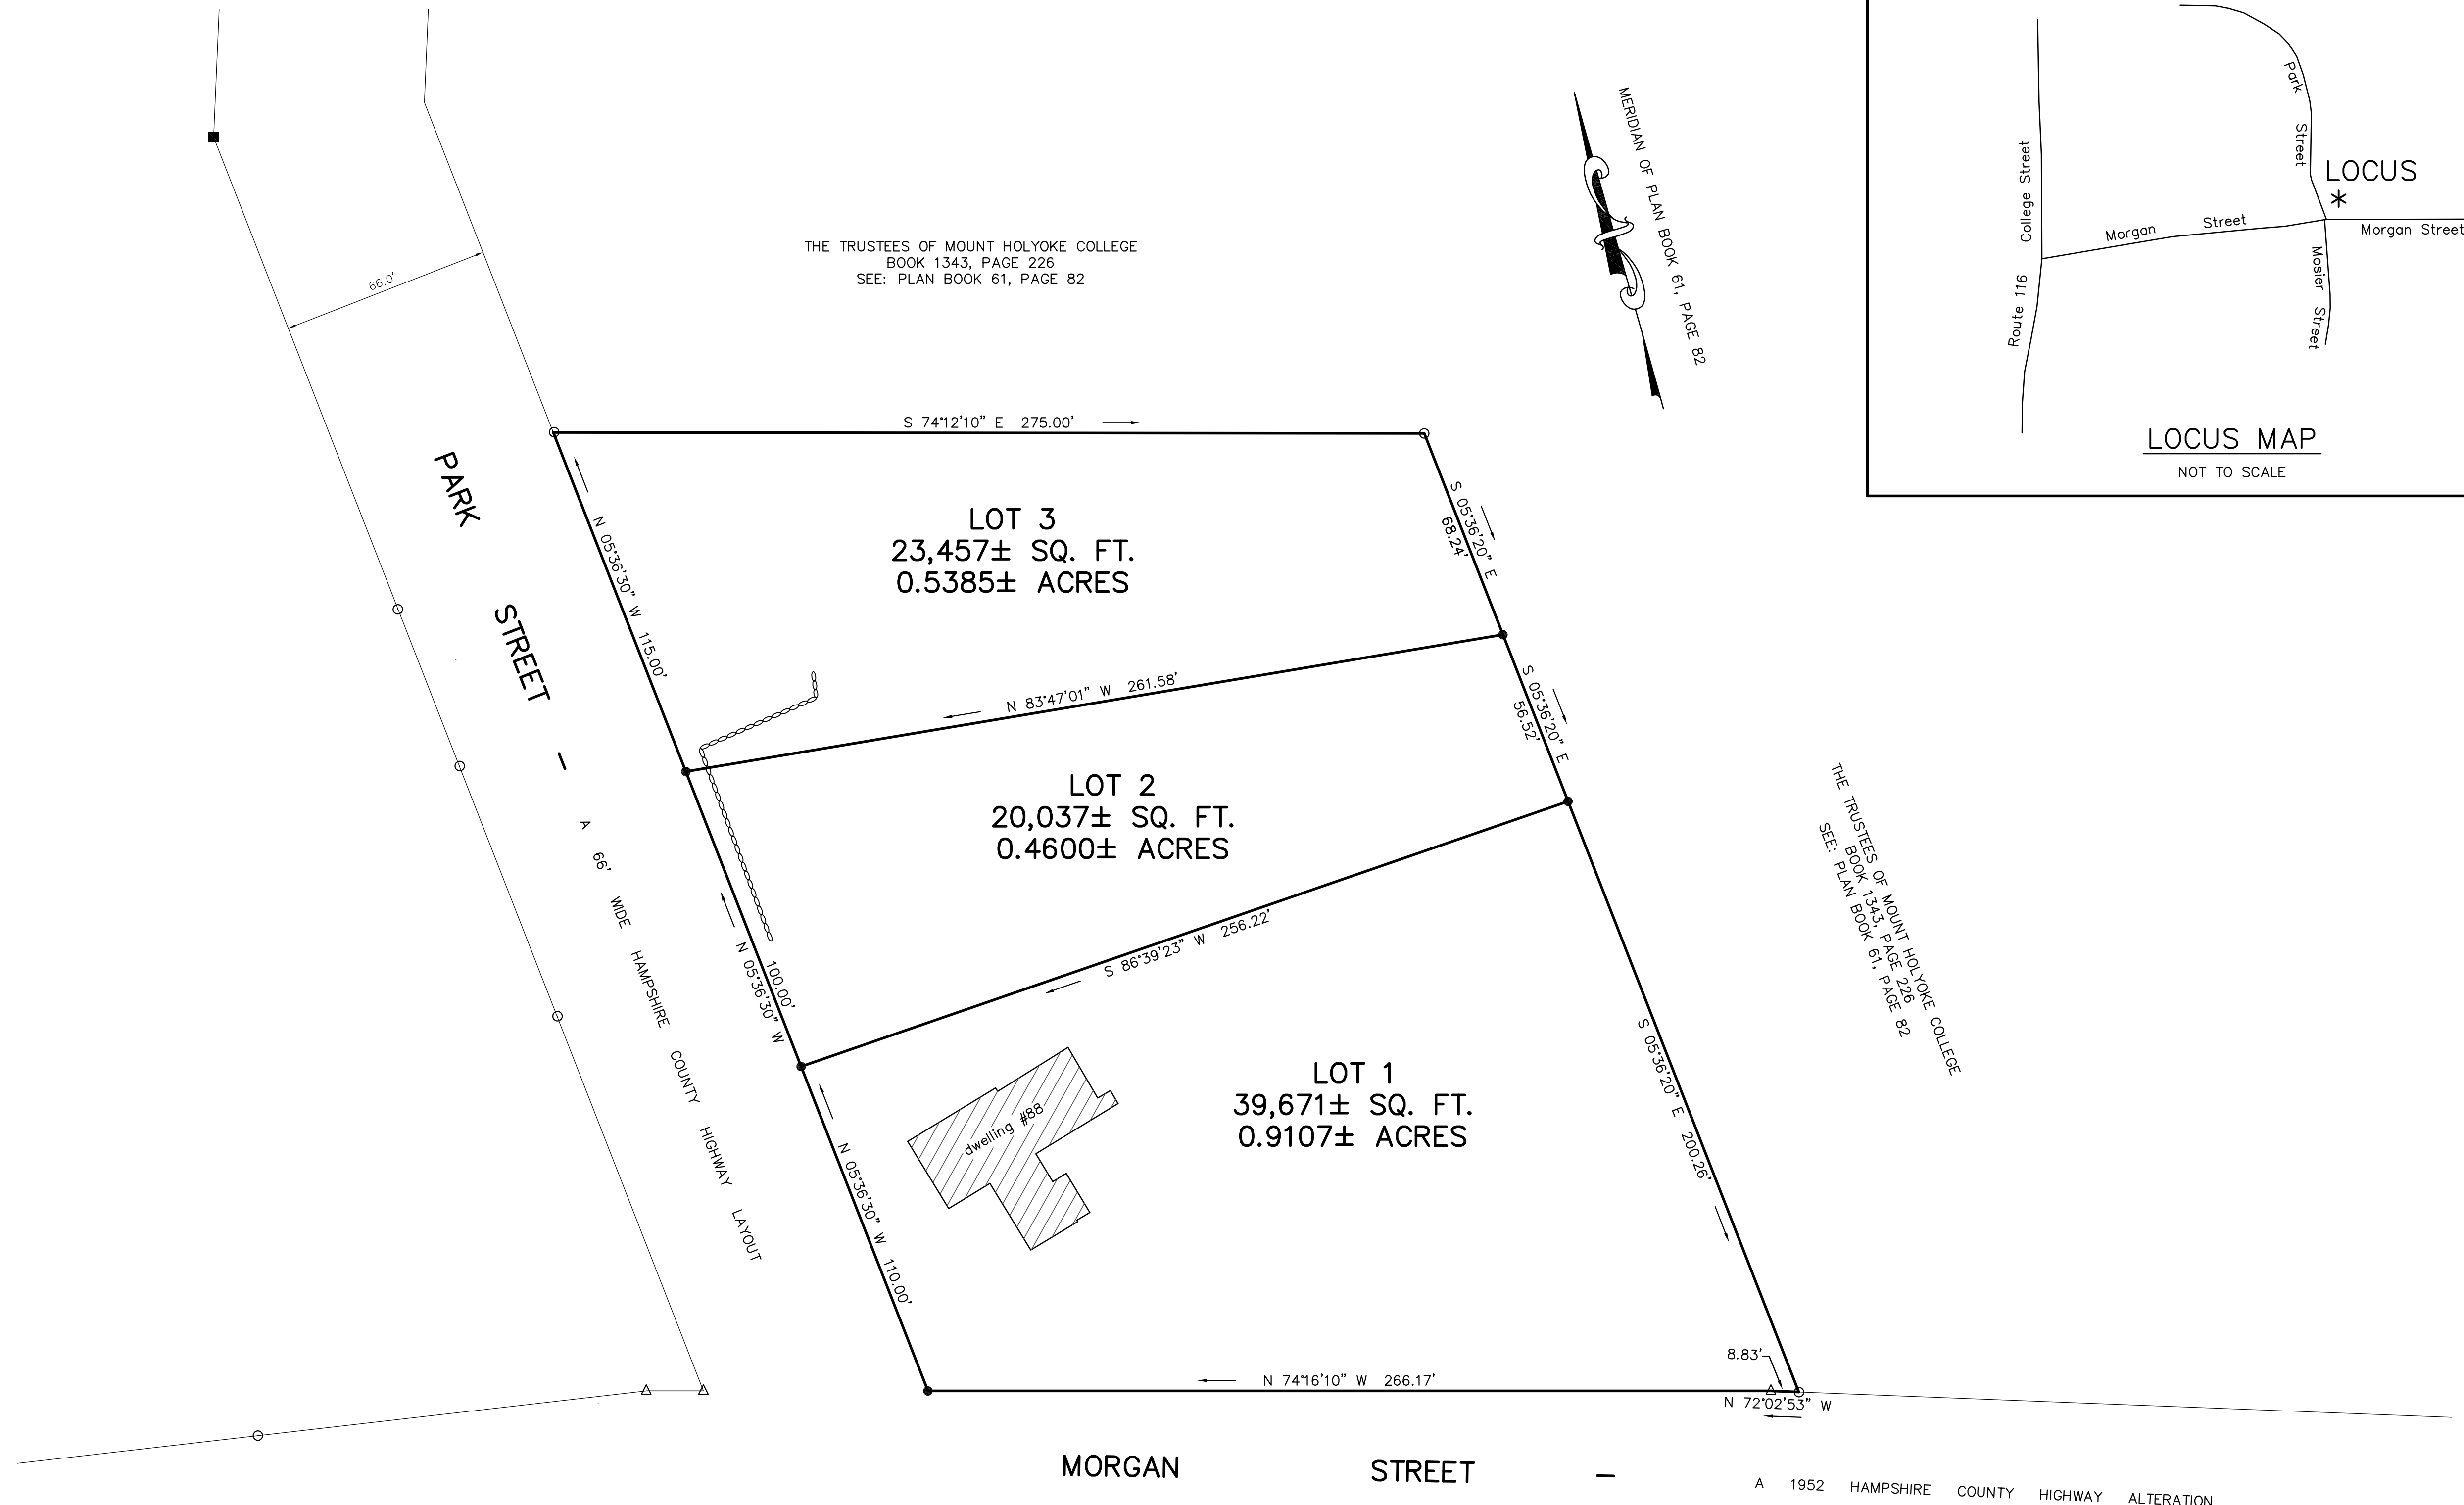 66.0'
THE TRUSTEES OF MOUNT HOLYOKE COLLEGE
BOOK 1343, PAGE 226
SEE: PLAN BOOK 61, PAGE 82
MERIDIAN OF PLAN BOOK 61, PAGE 82
Park Street
College Street
LOCUS
*
Morgan Street
Morgan Street
Mosier Street
Route 116
LOCUS MAP
NOT TO SCALE
S 74°12'10" E 275.00'
PARK STREET - A 66' WIDE HAMPSHIRE COUNTY HIGHWAY LAYOUT
N 05°36'30" W 115.00'
LOT 3
23,457± SQ. FT.
0.5385± ACRES
S 05°36'20" E
68.24'
N 83°47'01" W 261.58'
S 05°36'20" E
56.52'
LOT 2
20,037± SQ. FT.
0.4600± ACRES
100.00'
N 05°36'30" W
S 86°39'23" W 256.22'
THE TRUSTEES OF MOUNT HOLYOKE COLLEGE
BOOK 1343, PAGE 226
SEE: PLAN BOOK 61, PAGE 82
dwelling #88
LOT 1
39,671± SQ. FT.
0.9107± ACRES
S 05°36'20" E 200.26'
N 05°36'30" W 110.00'
8.83'
N 74°16'10" W 266.17'
N 72°02'53" W
MORGAN STREET - A 1952 HAMPSHIRE COUNTY HIGHWAY ALTERATION